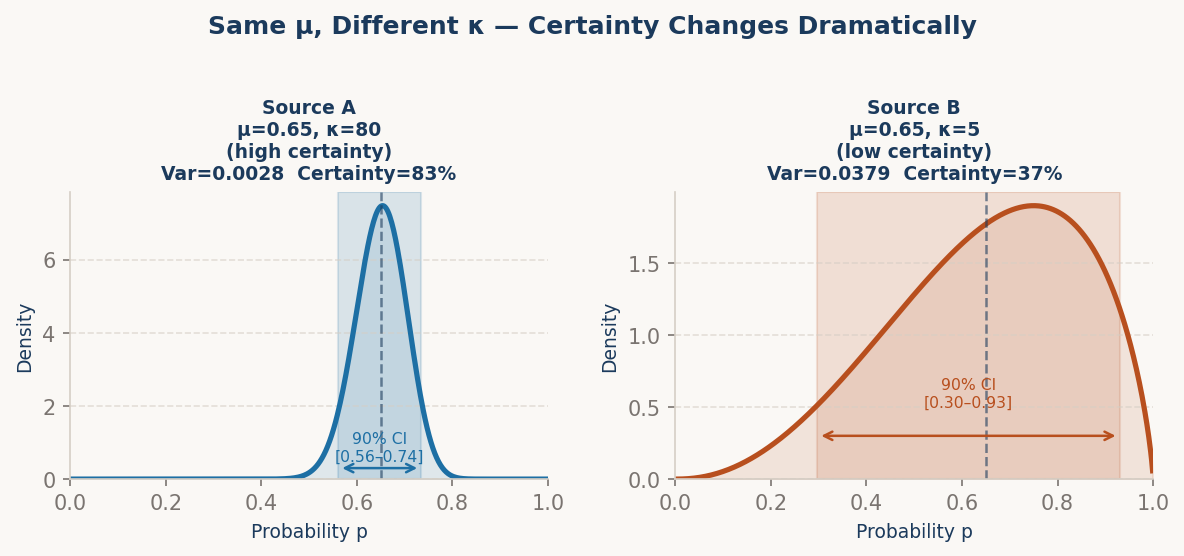 Same μ, Different κ — Certainty Changes Dramatically
Source A
μ=0.65, κ=80
(high certainty)
Var=0.0028  Certainty=83%
Density
6
4
2
0
90% CI
[0.56–0.74]
0.0 0.2 0.4 0.6 0.8 1.0
Probability p
Source B
μ=0.65, κ=5
(low certainty)
Var=0.0379  Certainty=37%
Density
1.5
1.0
0.5
0.0
90% CI
[0.30–0.93]
0.0 0.2 0.4 0.6 0.8 1.0
Probability p